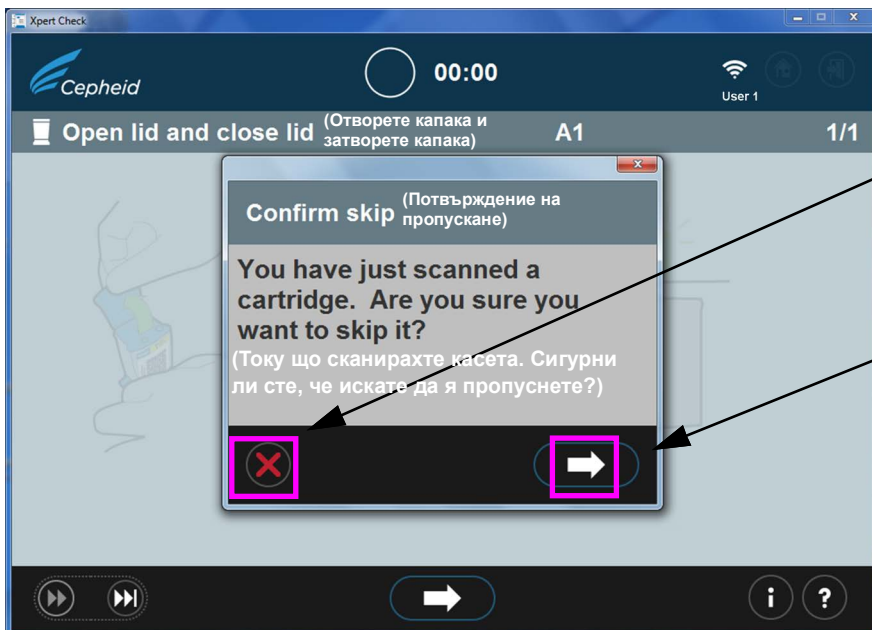 Xpert Check
Cepheid
00:00
User 1
Open lid and close lid (Отворете капака и
затворете капака)
A1
1/1
Confirm skip (Потвърждение на
пропускане)
You have just scanned a
cartridge. Are you sure you
want to skip it?
(Току що сканирахте касета. Сигурни
ли сте, че искате да я пропуснете?)
i
?